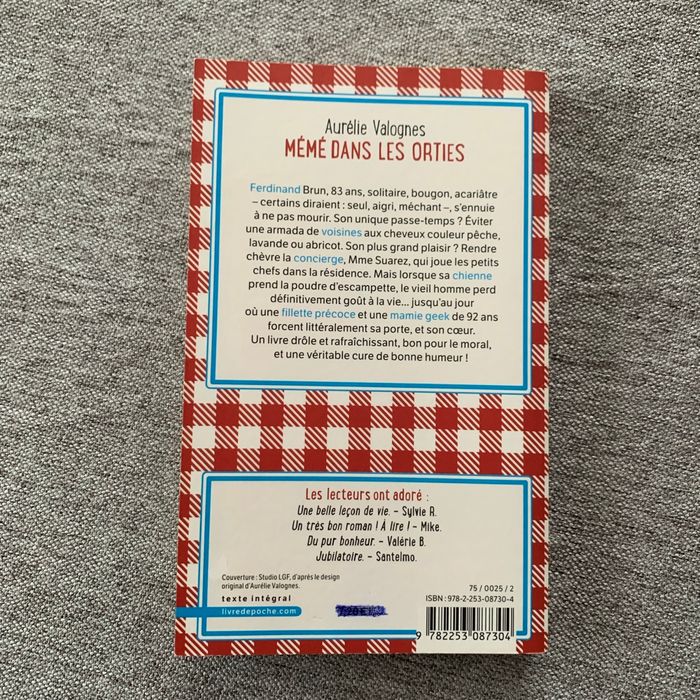 Aurélie Valognes
MÉMÉ DANS LES ORTIES
Ferdinand Brun, 83 ans, solitaire, bougon, acariâtre
– certains diraient : seul, aigri, méchant –, s'ennuie
à ne pas mourir. Son unique passe-temps ? Éviter
une armada de voisines aux cheveux couleur pêche,
lavande ou abricot. Son plus grand plaisir ? Rendre
chèvre la concierge, Mme Suarez, qui joue les petits
chefs dans la résidence. Mais lorsque sa chienne
prend la poudre d'escampette, le vieil homme perd
définitivement goût à la vie... jusqu'au jour
où une fillette précoce et une mamie geek de 92 ans
forcent littéralement sa porte, et son cœur.
Un livre drôle et rafraîchissant, bon pour le moral,
et une véritable cure de bonne humeur !
Les lecteurs ont adoré :
Une belle leçon de vie. – Sylvie R.
Un très bon roman ! À lire ! – Mike.
Du pur bonheur. – Valérie B.
Jubilatoire. – Santelmo.
Couverture : Studio LGF, d'après le design
original d'Aurélie Valognes.
texte intégral
livredepoche.com
75 / 0025 / 2
ISBN : 978-2-253-08730-4
9 782253 087304